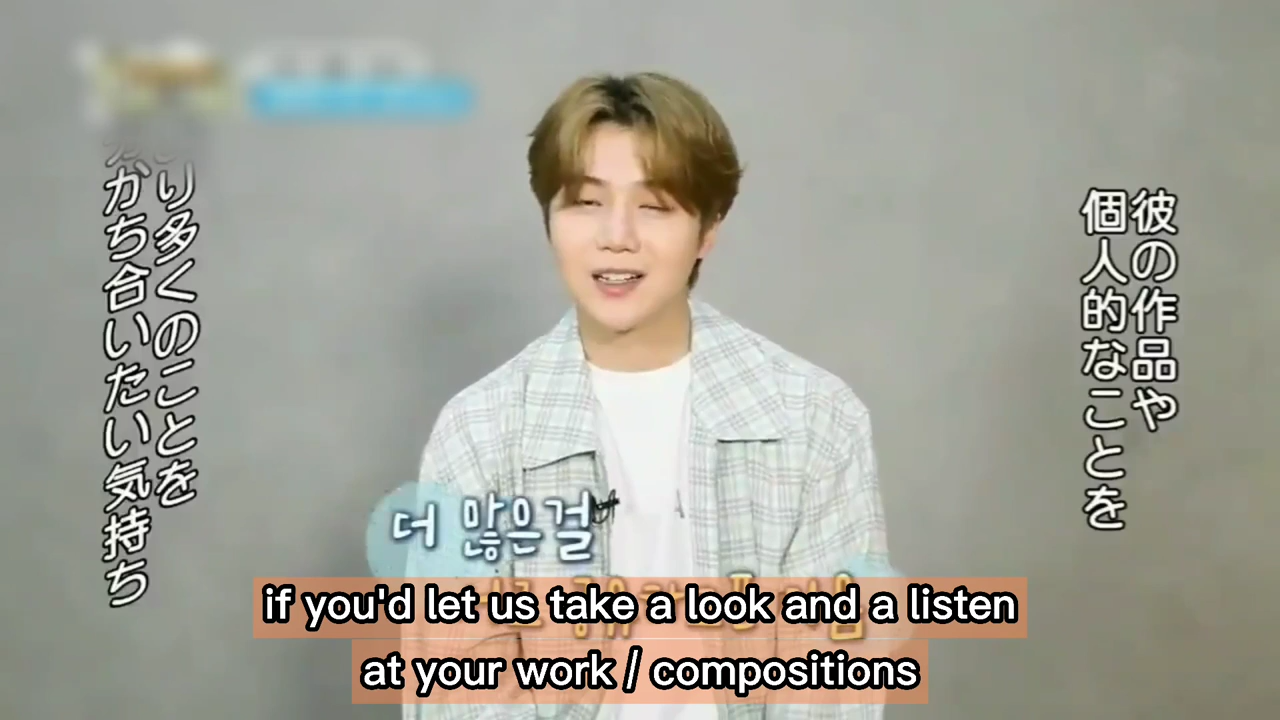 彼の作品や
個人的なことを
り多くのことを
かち合いたい気持ち
더 많은걸
if you'd let us take a look and a listen
at your work / compositions